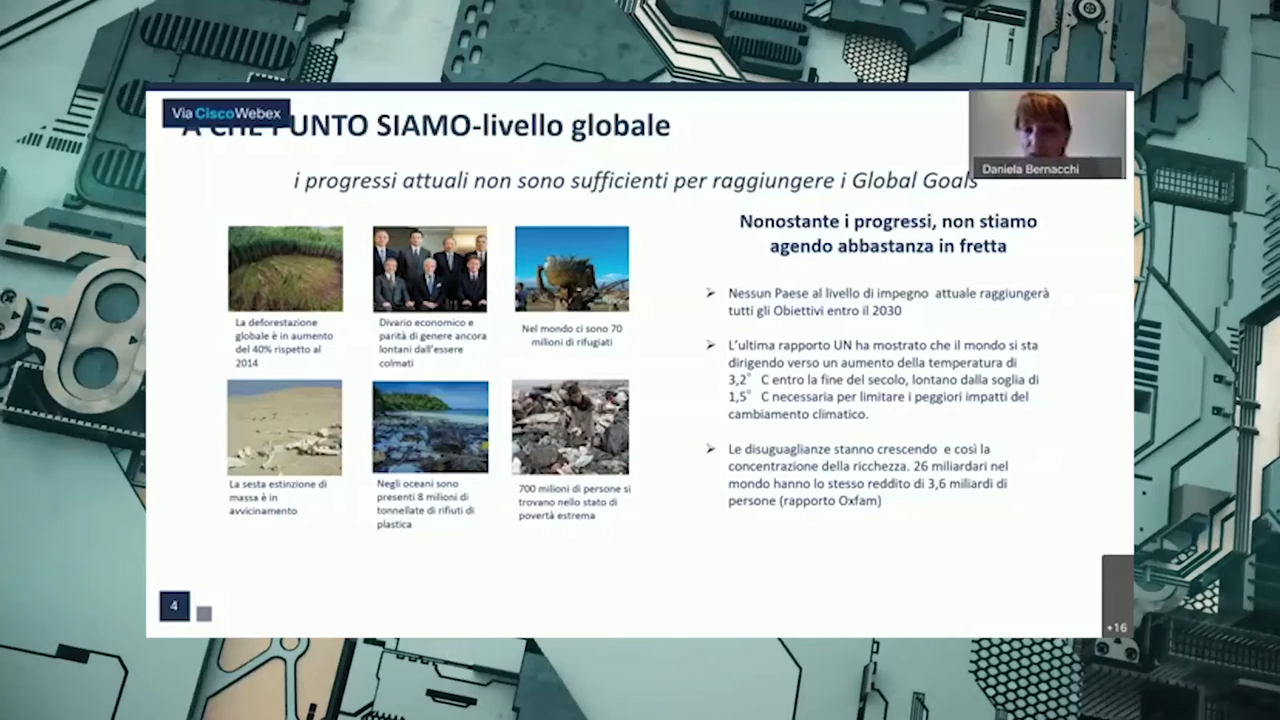 Via CiscoWebex
A CHE PUNTO SIAMO-livello globale
Daniela Bernacchi
i progressi attuali non sono sufficienti per raggiungere i Global Goals
La deforestazione
globale è in aumento
del 40% rispetto al
2014
Divario economico e
parità di genere ancora
lontani dall'essere
colmati
Nel mondo ci sono 70
milioni di rifugiati
La sesta estinzione di
massa è in
avvicinamento
Negli oceani sono
presenti 8 milioni di
tonnellate di rifiuti di
plastica
700 milioni di persone si
trovano nello stato di
povertà estrema
Nonostante i progressi, non stiamo
agendo abbastanza in fretta
Nessun Paese al livello di impegno attuale raggiungerà
tutti gli Obiettivi entro il 2030
L'ultima rapporto UN ha mostrato che il mondo si sta
dirigendo verso un aumento della temperatura di
3,2° C entro la fine del secolo, lontano dalla soglia di
1,5° C necessaria per limitare i peggiori impatti del
cambiamento climatico.
Le disuguaglianze stanno crescendo e così la
concentrazione della ricchezza. 26 miliardari nel
mondo hanno lo stesso reddito di 3,6 miliardi di
persone (rapporto Oxfam)
4
+16